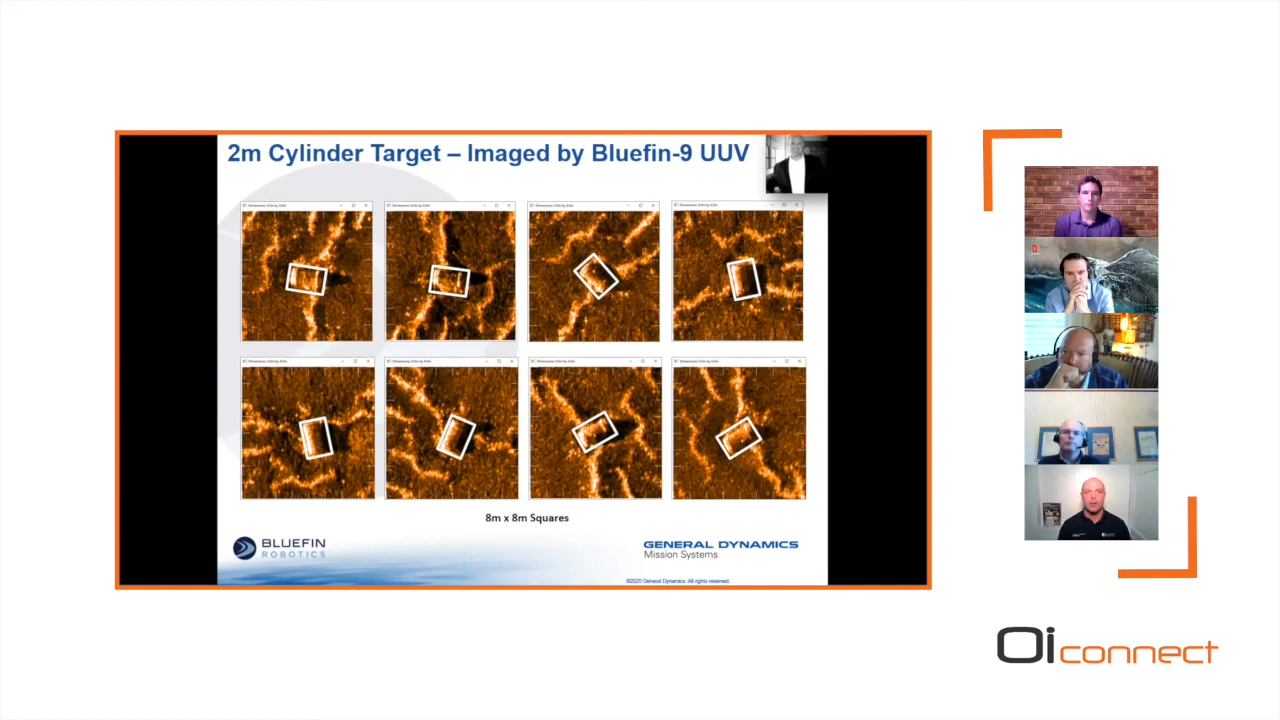 2m Cylinder Target – Imaged by Bluefin-9 UUV
8m x 8m Squares
BLUEFIN
ROBOTICS
GENERAL DYNAMICS
Mission Systems
©2020 General Dynamics. All rights reserved.
Oi connect